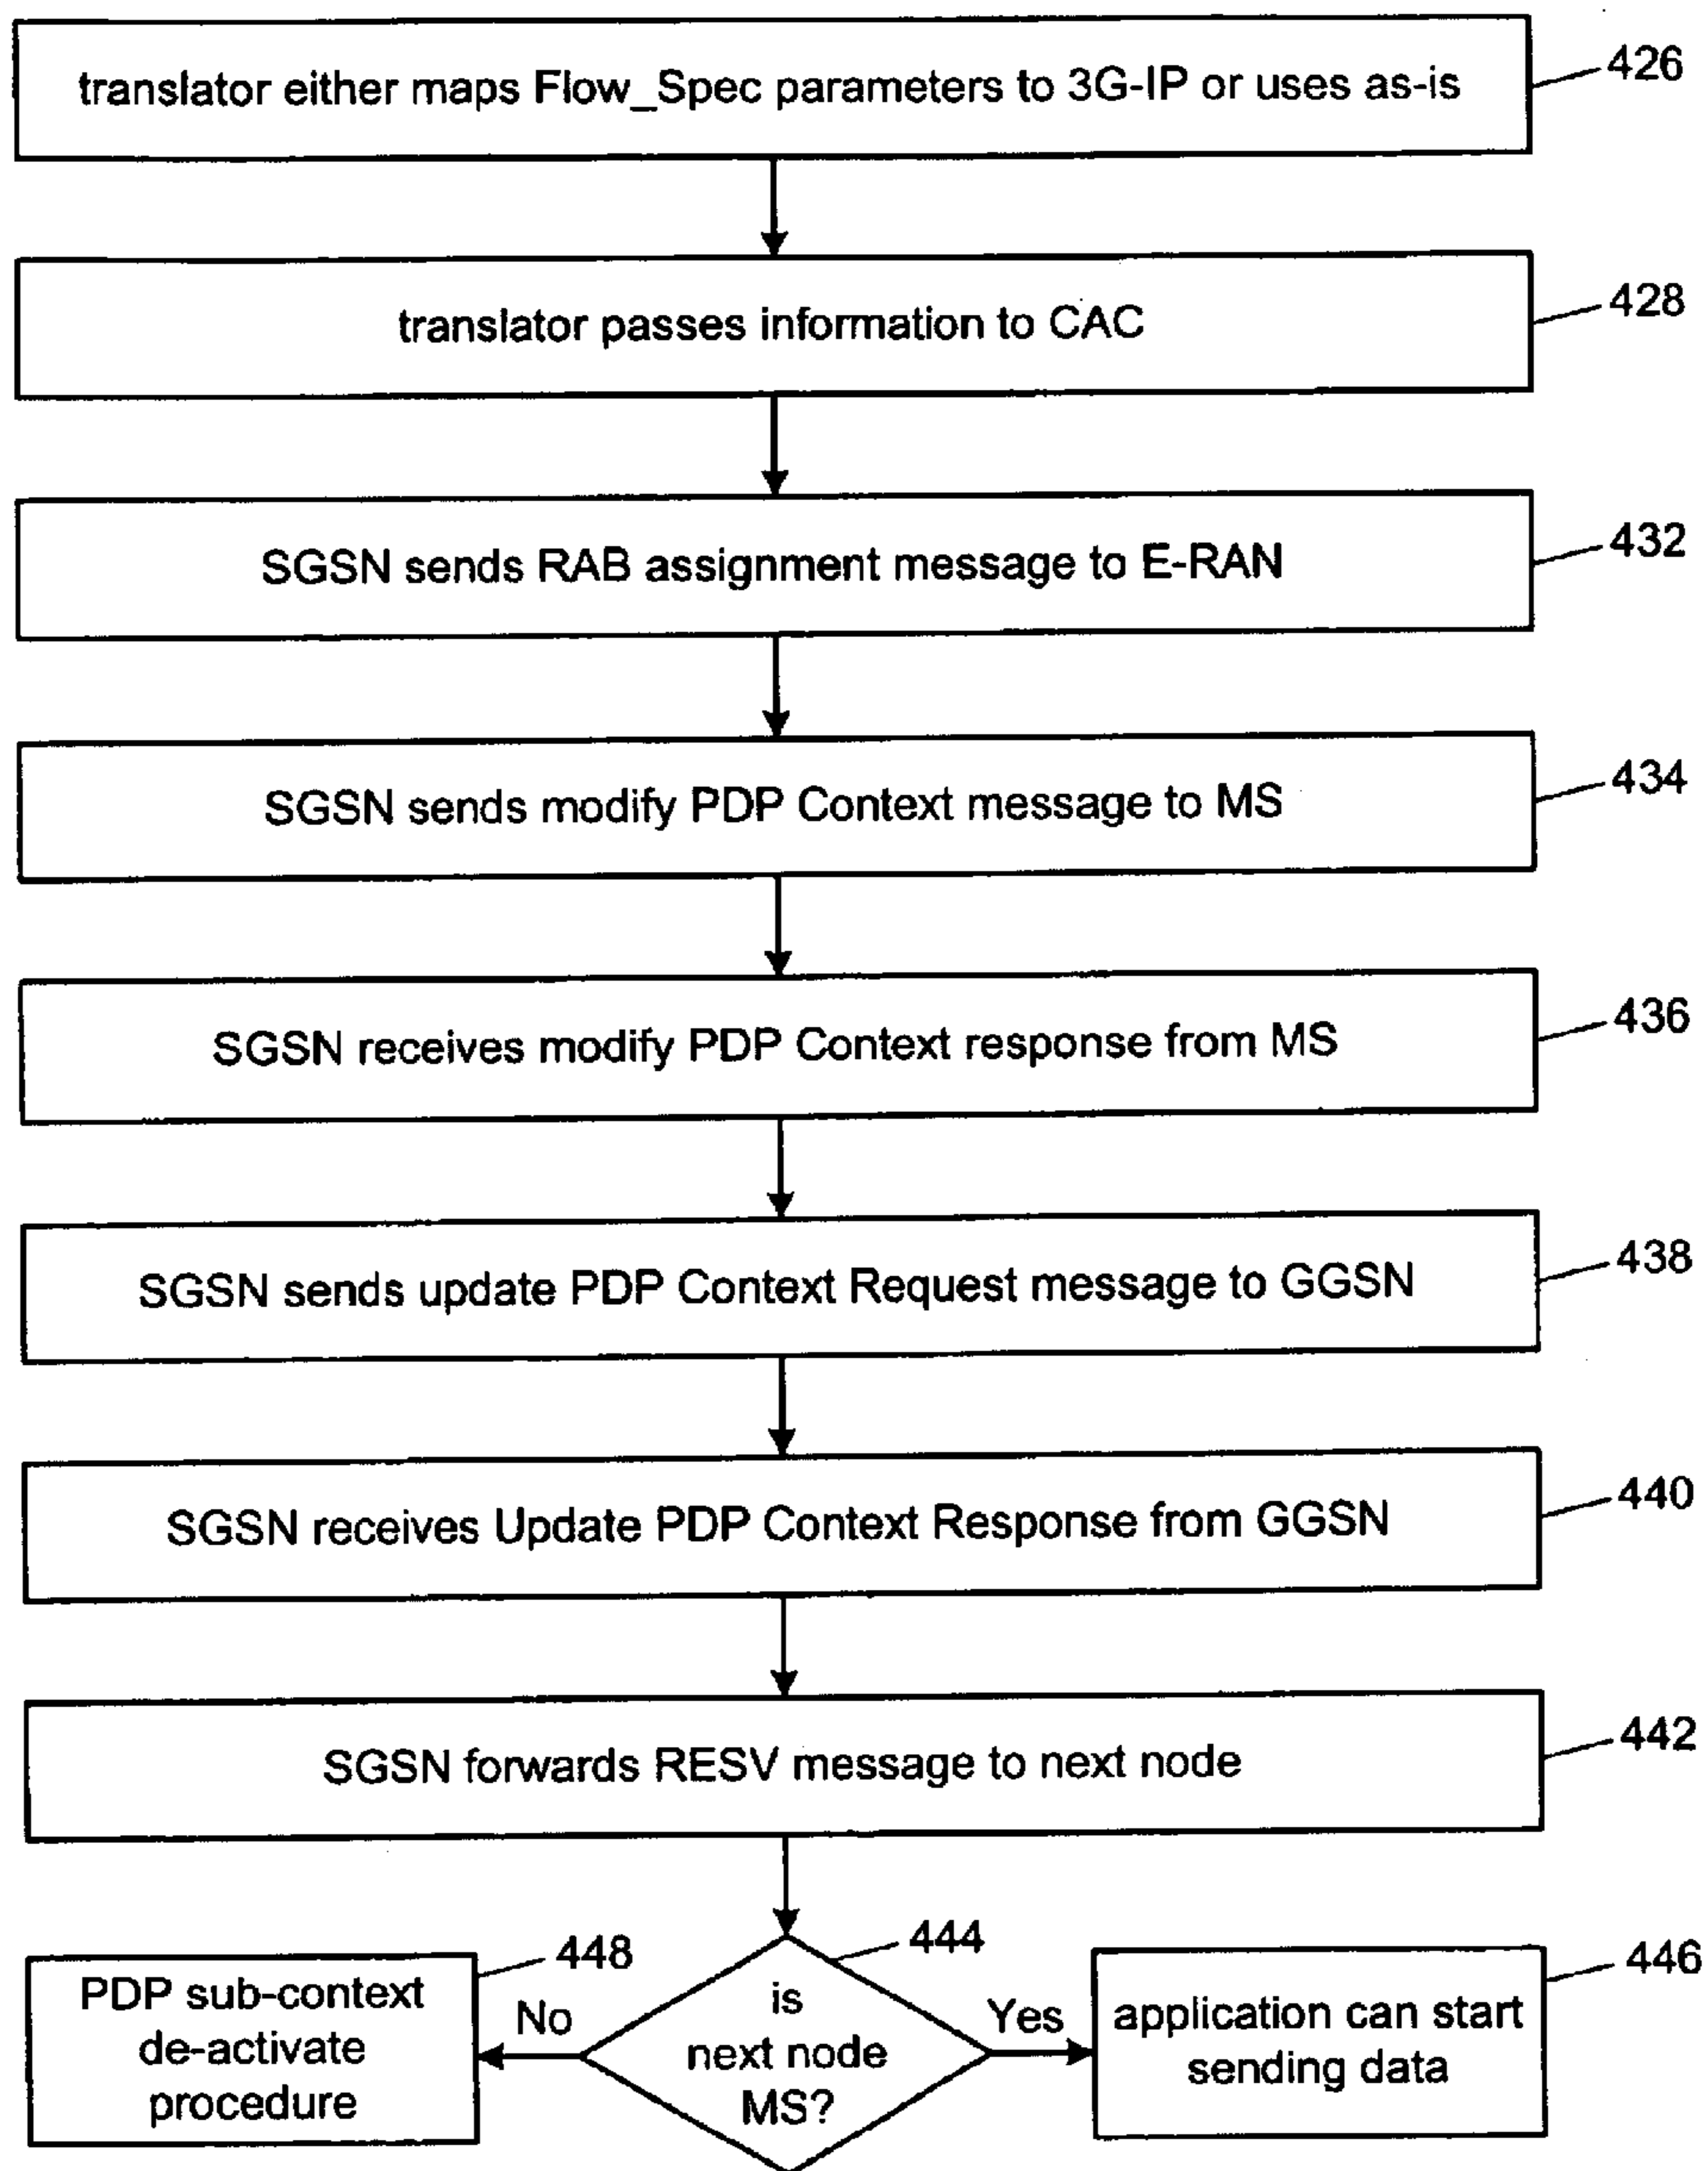 translator either maps Flow_Spec parameters to 3G-IP or uses as-is
426
translator passes information to CAC
428
SGSN sends RAB assignment message to E-RAN
432
SGSN sends modify PDP Context message to MS
434
SGSN receives modify PDP Context response from MS
436
SGSN sends update PDP Context Request message to GGSN
438
SGSN receives Update PDP Context Response from GGSN
440
SGSN forwards RESV message to next node
442
448
444
446
PDP sub-context
de-activate
procedure
No
is
next node
MS?
Yes
application can start
sending data